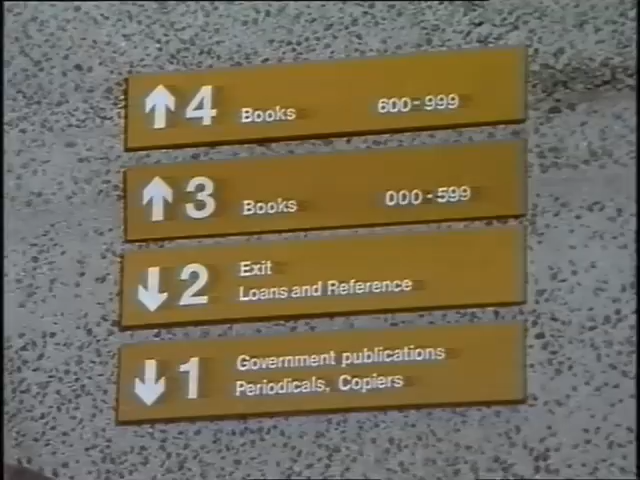 ↑ 4 Books 600-999
↑ 3 Books 000-599
↓ 2 Exit
Loans and Reference
↓ 1 Government publications
Periodicals, Copiers